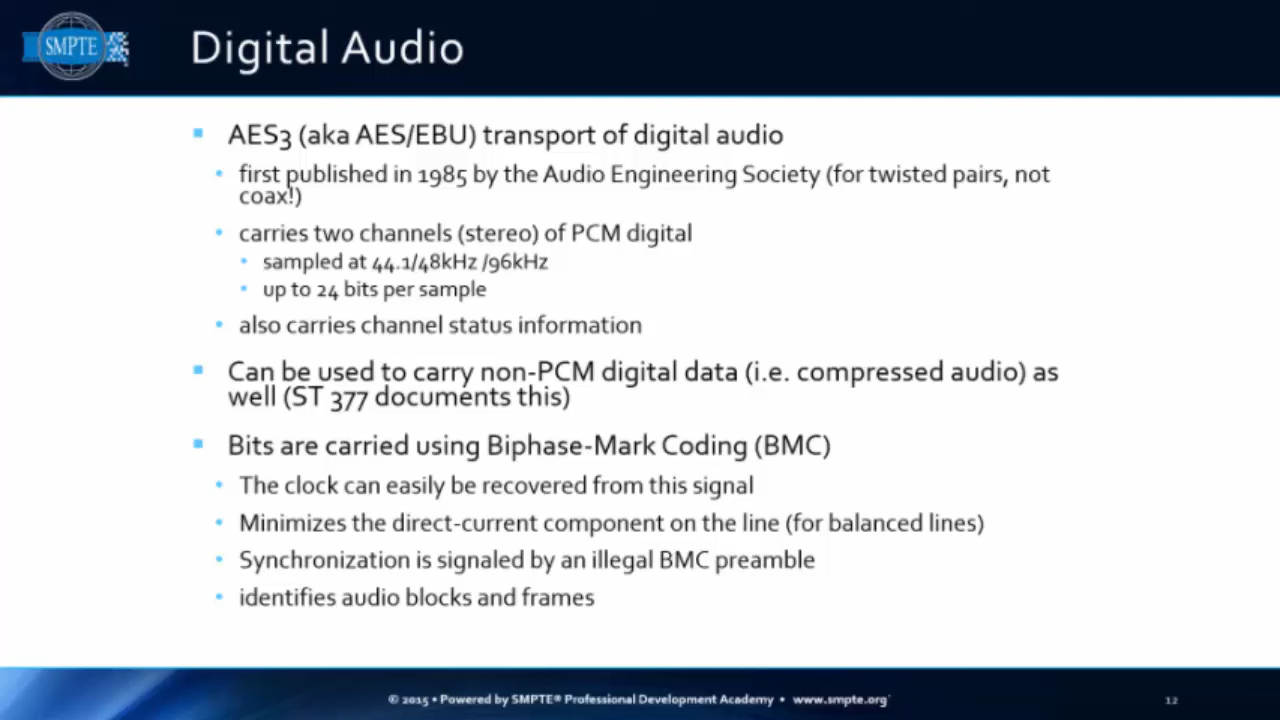 SMPTE
Digital Audio
AES3 (aka AES/EBU) transport of digital audio
first published in 1985 by the Audio Engineering Society (for twisted pairs, not
coax!)
carries two channels (stereo) of PCM digital
sampled at 44.1/48kHz /96kHz
up to 24 bits per sample
also carries channel status information
Can be used to carry non-PCM digital data (i.e. compressed audio) as
well (ST 377 documents this)
Bits are carried using Biphase-Mark Coding (BMC)
The clock can easily be recovered from this signal
Minimizes the direct-current component on the line (for balanced lines)
Synchronization is signaled by an illegal BMC preamble
identifies audio blocks and frames
© 2015 • Powered by SMPTE® Professional Development Academy • www.smpte.org
12